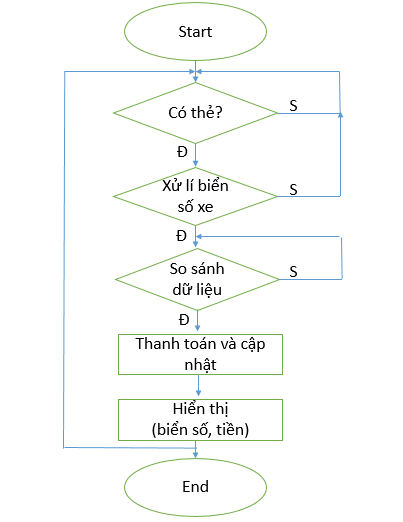 Start
Có thẻ?
S
Đ
Xử lí biển
số xe
S
Đ
So sánh
dữ liệu
S
Đ
Thanh toán và cập
nhật
Hiển thị
(biển số, tiền)
End